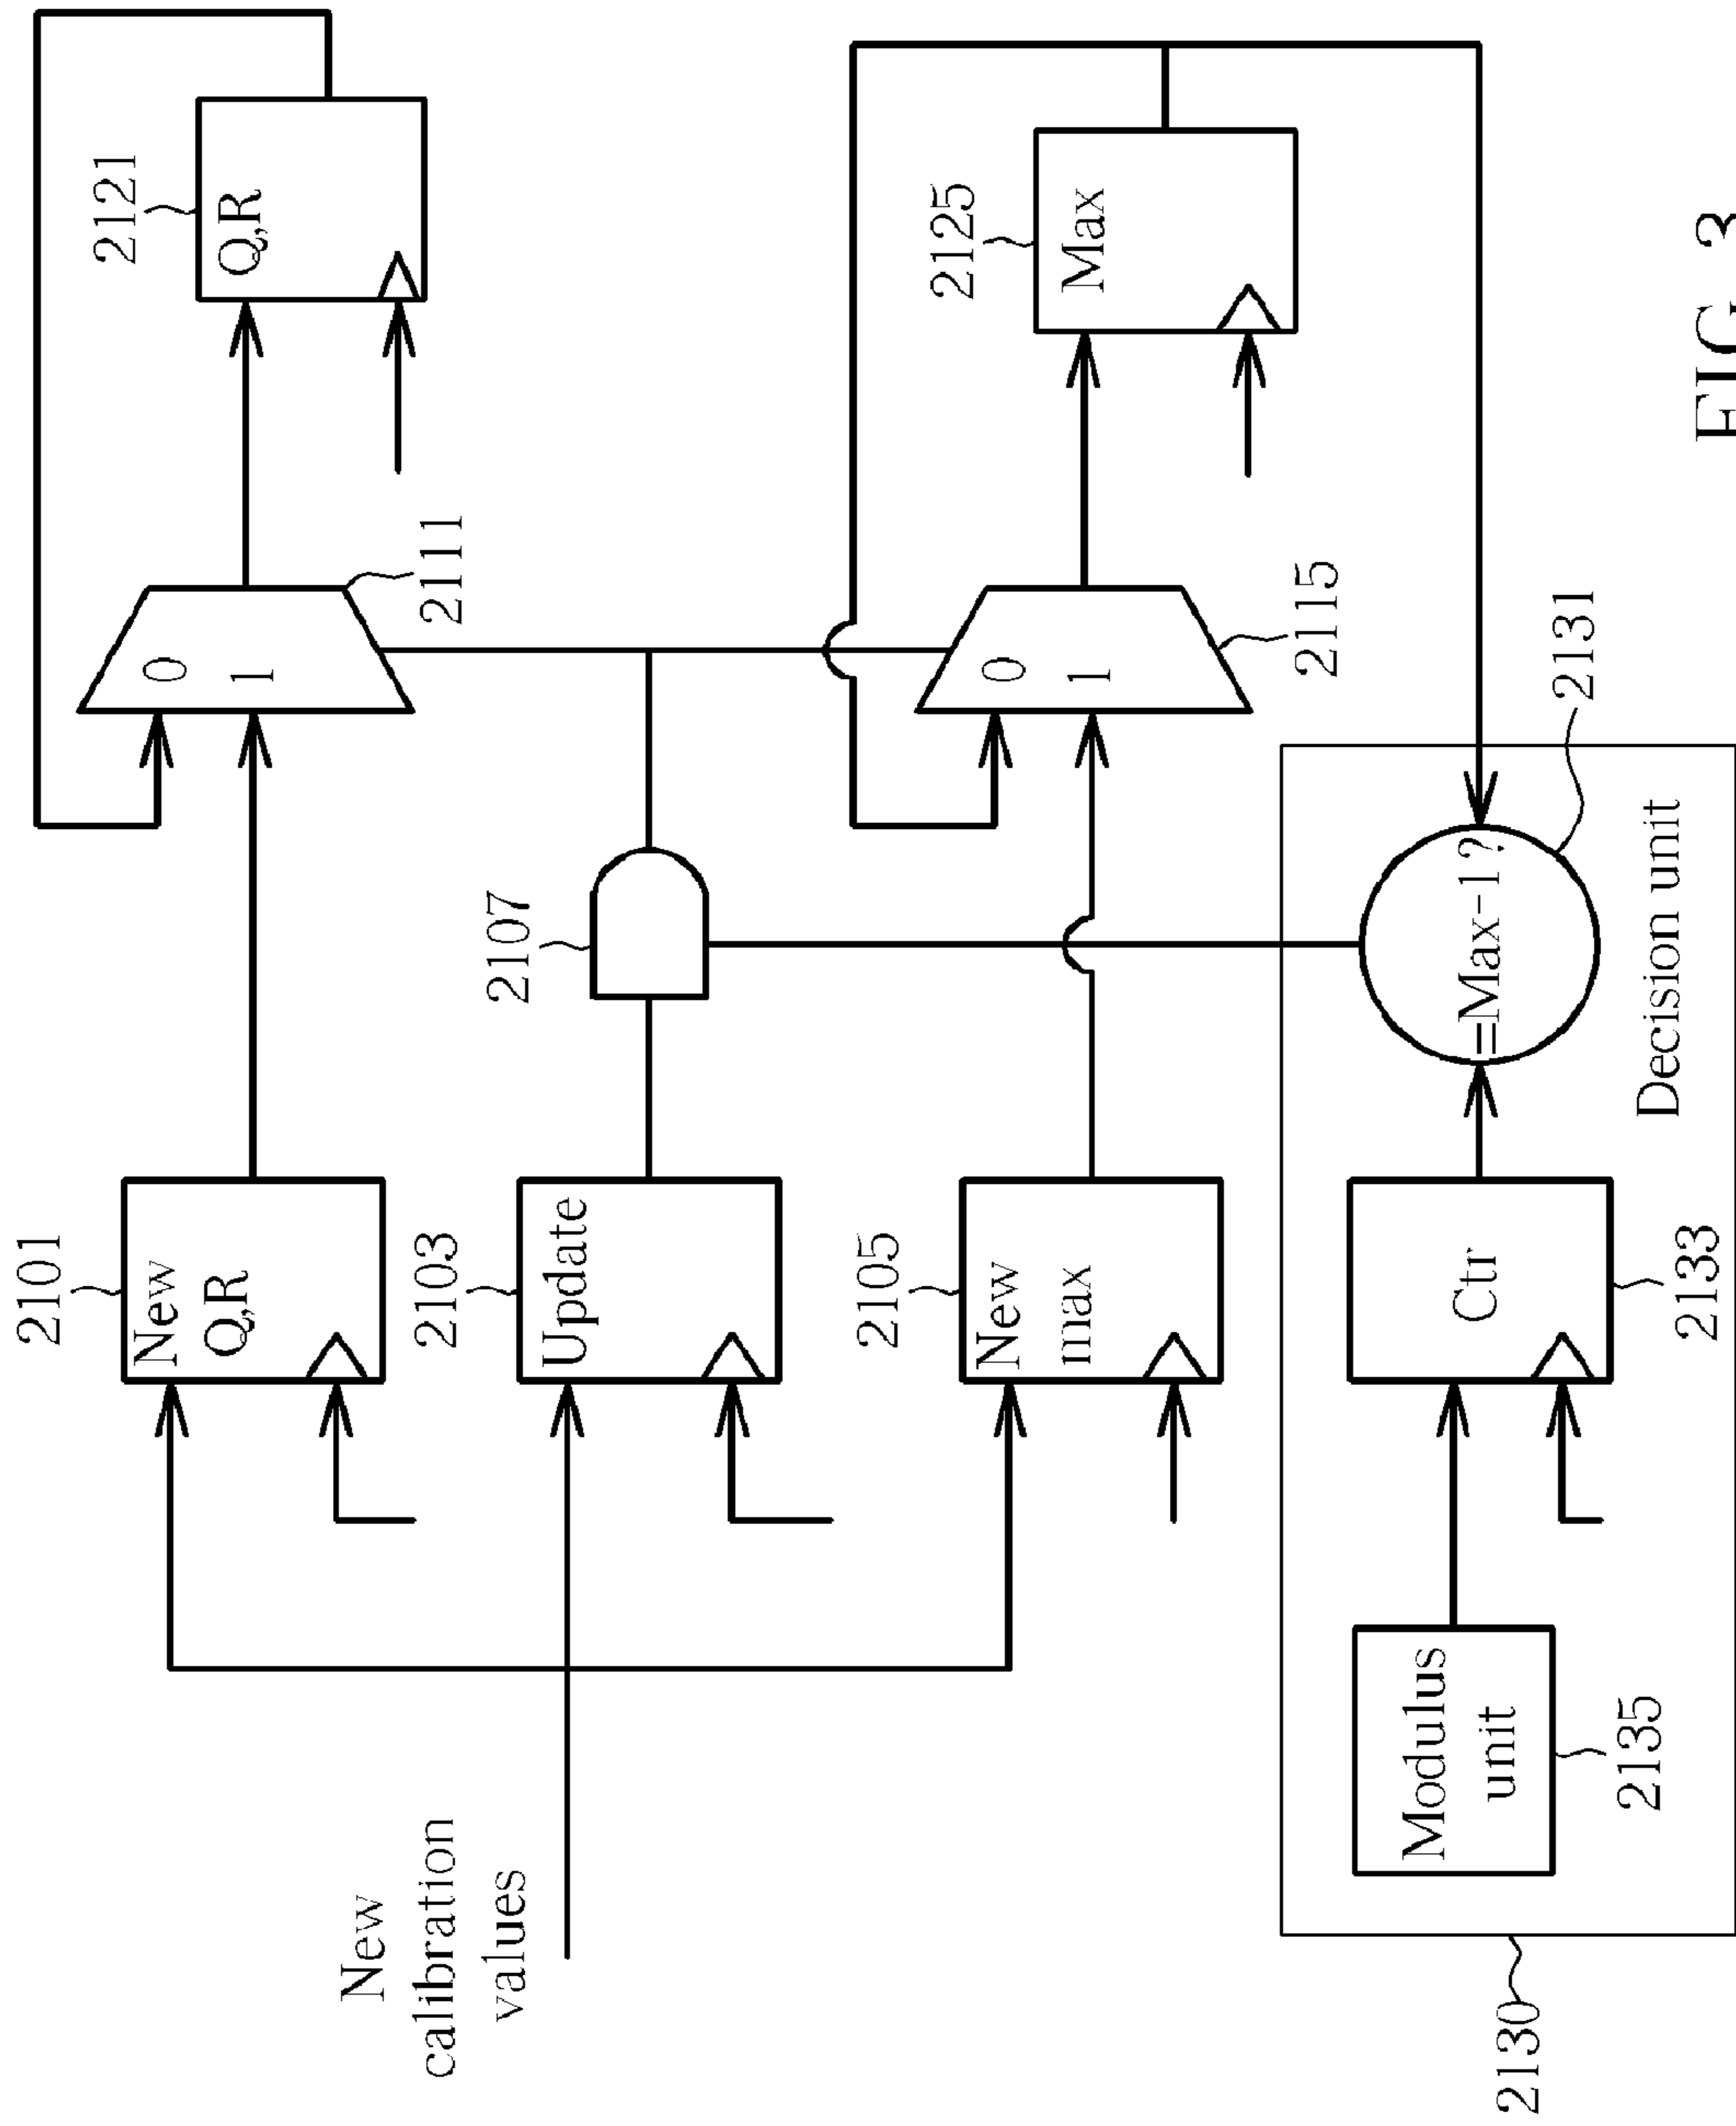 2101
New
Q,R
2111
0
1
2121
Q,R
New
calibration
values
2103
Update
2107
2105
New
max
2115
0
1
2125
Max
2130
Modulus
unit
2135
Ctr
2133
=Max-1?
2131
Decision unit
FIG. 3